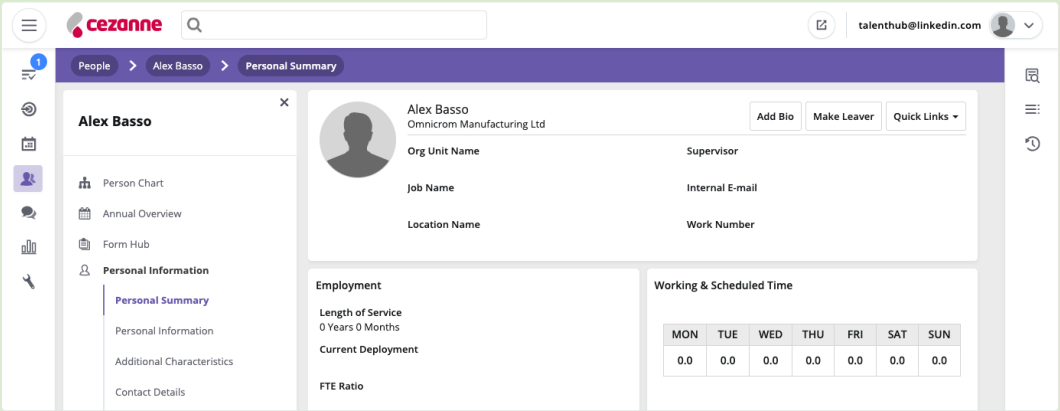 cezanne
talenthub@linkedin.com
1
People
Alex Basso
Personal Summary
Alex Basso
Person Chart
Annual Overview
Form Hub
Personal Information
Personal Summary
Personal Information
Additional Characteristics
Contact Details
Alex Basso
Omnicrom Manufacturing Ltd
Add Bio
Make Leaver
Quick Links
Org Unit Name
Supervisor
Job Name
Internal E-mail
Location Name
Work Number
Employment
Length of Service
0 Years 0 Months
Current Deployment
FTE Ratio
Working & Scheduled Time
MON TUE WED THU FRI SAT SUN
0.0 0.0 0.0 0.0 0.0 0.0 0.0